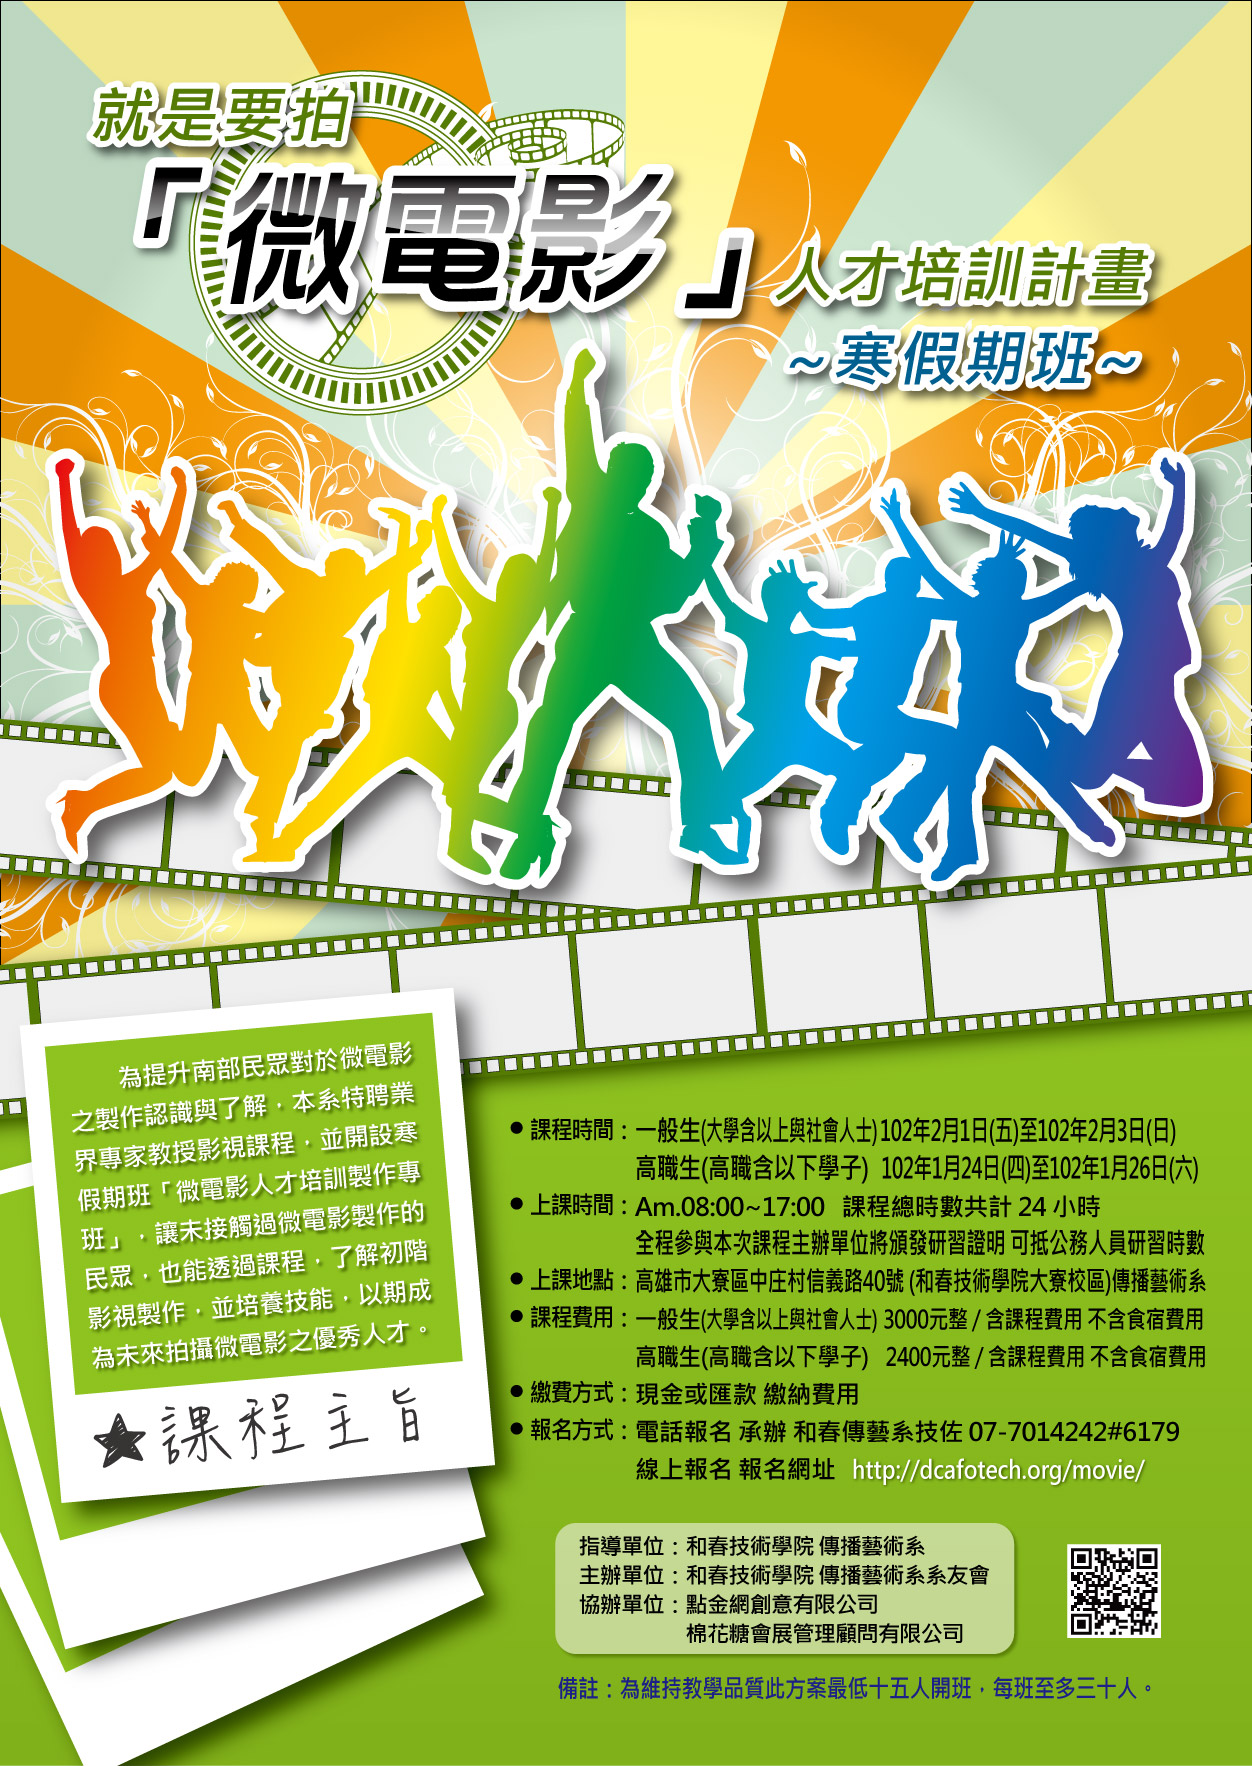 就是要拍
「微電影」人才培訓計畫
~寒假期班~
為提升南部民眾對於微電影
之製作認識與了解，本系特聘業
界專家教授影視課程，並開設寒
假期班「微電影人才培訓製作專
班」，讓未接觸過微電影製作的
民眾，也能透過課程，了解初階
影視製作，並培養技能，以期成
為未來拍攝微電影之優秀人才。
★課程主旨
●課程時間：一般生(大學含以上與社會人士)102年2月1日(五)至102年2月3日(日)
高職生(高職含以下學子) 102年1月24日(四)至102年1月26日(六)
●上課時間：Am.08:00~17:00 課程總時數共計 24 小時
全程參與本次課程主辦單位將頒發研習證明 可抵公務人員研習時數
●上課地點：高雄市大寮區中庄村信義路40號 (和春技術學院大寮校區)傳播藝術系
●課程費用：一般生(大學含以上與社會人士) 3000元整 / 含課程費用 不含食宿費用
高職生(高職含以下學子) 2400元整 / 含課程費用 不含食宿費用
●繳費方式：現金或匯款 繳納費用
●報名方式：電話報名 承辦 和春傳藝系技佐 07-7014242#6179
線上報名 報名網址 http://dcafotech.org/movie/
指導單位：和春技術學院 傳播藝術系
主辦單位：和春技術學院 傳播藝術系系友會
協辦單位：點金網創意有限公司
棉花糖會展管理顧問有限公司
備註：為維持教學品質此方案最低十五人開班，每班至多三十人。